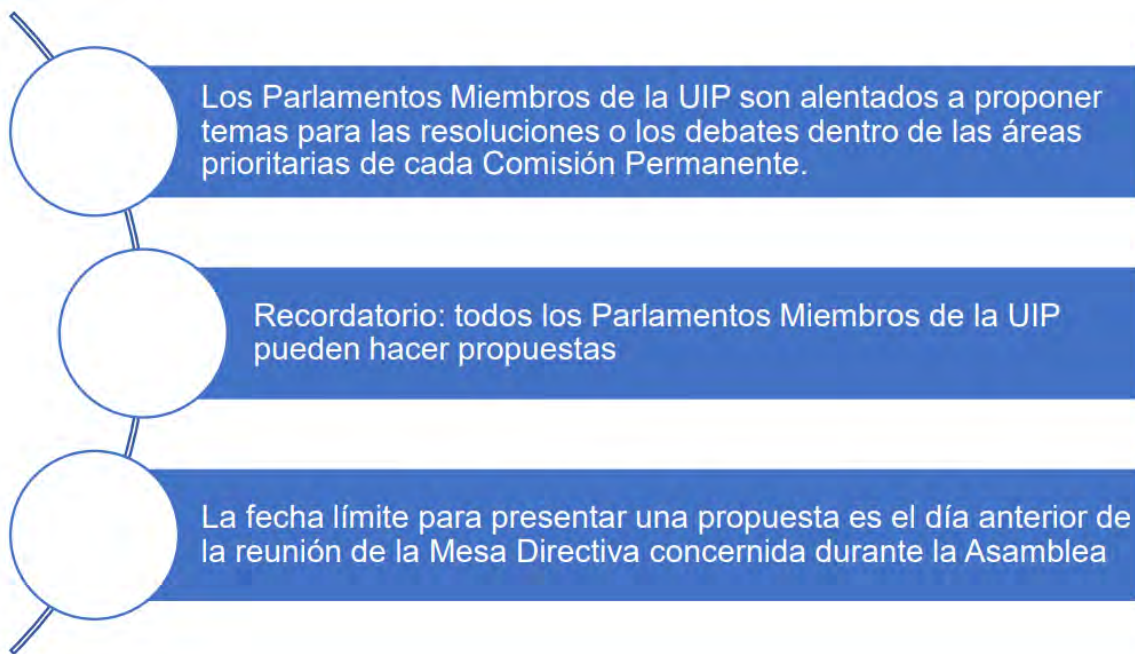 Los Parlamentos Miembros de la UIP son alentados a proponer
temas para las resoluciones o los debates dentro de las áreas
prioritarias de cada Comisión Permanente.
Recordatorio: todos los Parlamentos Miembros de la UIP
pueden hacer propuestas
La fecha límite para presentar una propuesta es el día anterior de
la reunión de la Mesa Directiva concernida durante la Asamblea